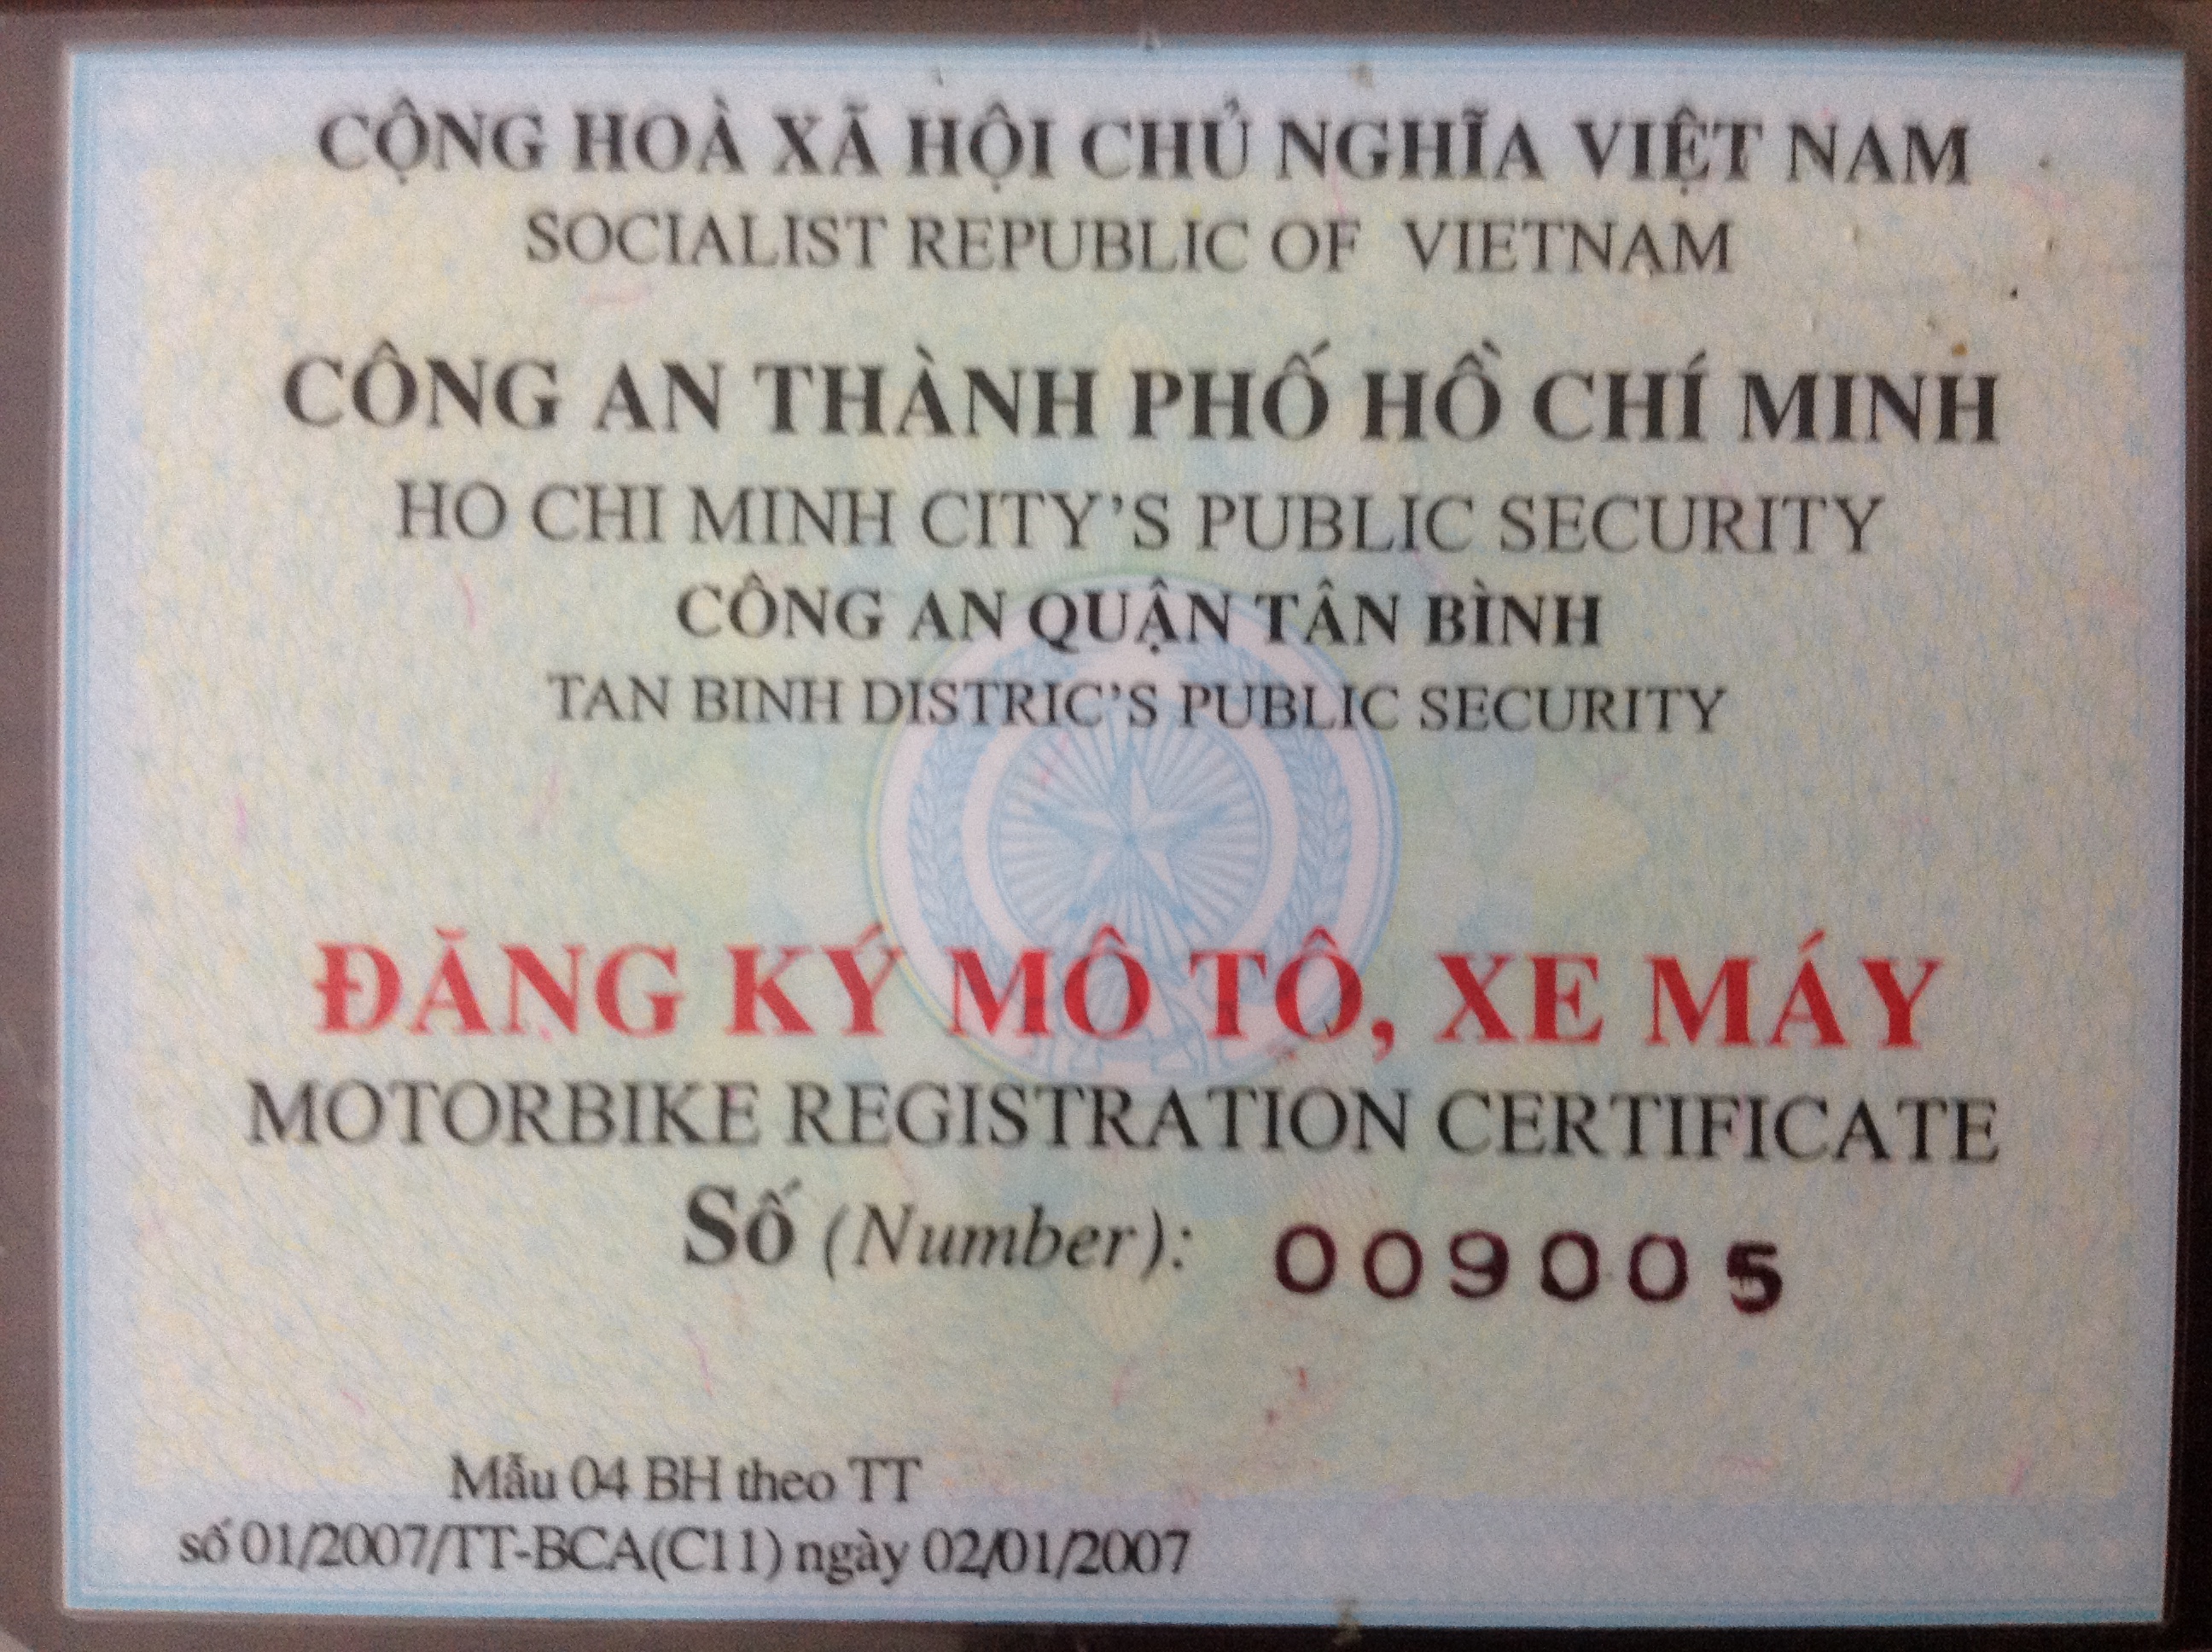 CỘNG HOÀ XÃ HỘI CHỦ NGHĨA VIỆT NAM
SOCIALIST REPUBLIC OF VIETNAM
CÔNG AN THÀNH PHỐ HỒ CHÍ MINH
HO CHI MINH CITY'S PUBLIC SECURITY
CÔNG AN QUẬN TÂN BÌNH
TAN BINH DISTRIC'S PUBLIC SECURITY
ĐĂNG KÝ MÔ TÔ, XE MÁY
MOTORBIKE REGISTRATION CERTIFICATE
Số (Number): 009005
Mẫu 04 BH theo TT
số 01/2007/TT-BCA(C11) ngày 02/01/2007